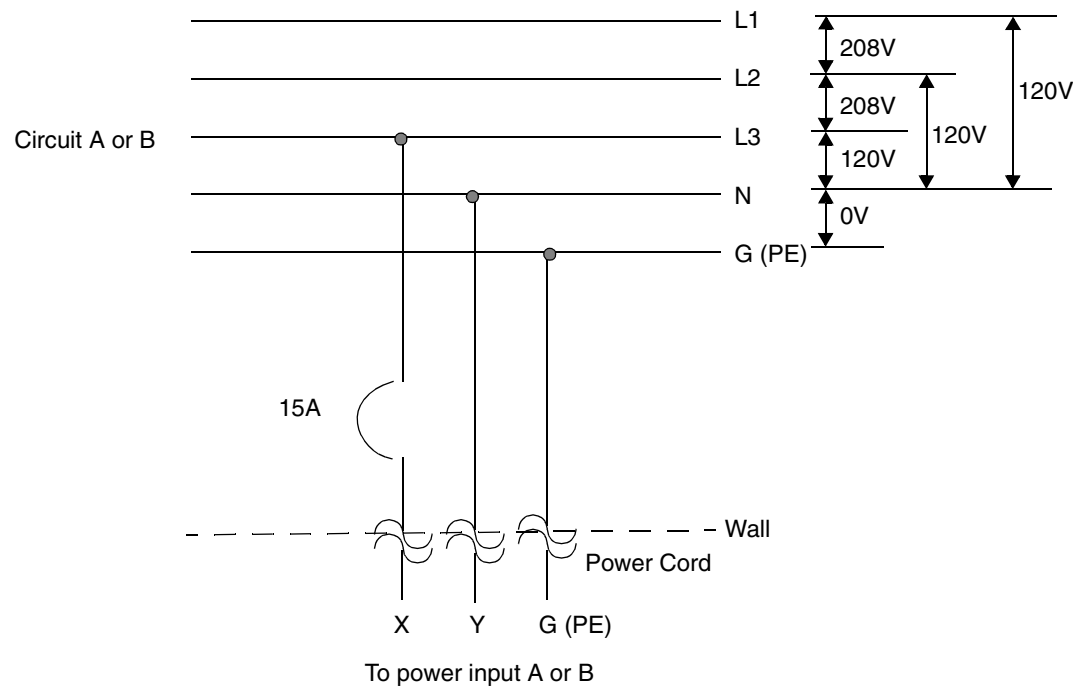 L1
208V
L2
120V
208V
Circuit A or B
L3
120V
120V
N
0V
G (PE)
15A
Wall
Power Cord
X Y G (PE)
To power input A or B